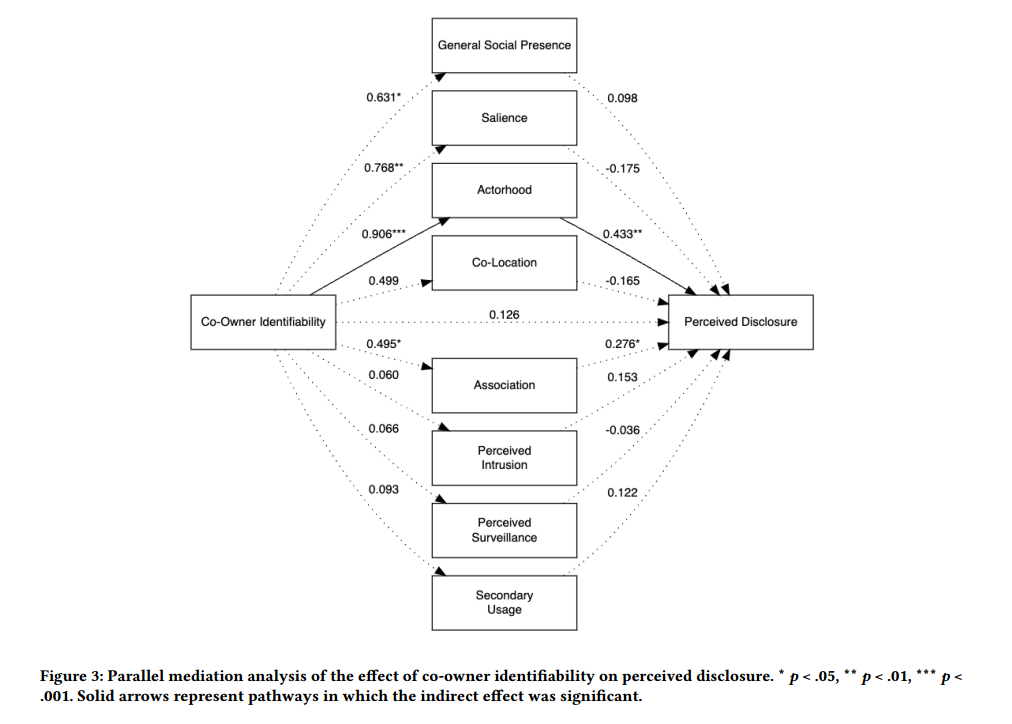 General Social Presence
0.631*
0.098
Salience
0.768**
-0.175
Actorhood
0.906***
0.433**
Co-Location
0.499
-0.165
Co-Owner Identifiability
0.126
Perceived Disclosure
0.495*
0.276*
Association
0.060
0.153
0.066
-0.036
Perceived
Intrusion
0.093
0.122
Perceived
Surveillance
Secondary
Usage
Figure 3: Parallel mediation analysis of the effect of co-owner identifiability on perceived disclosure. * p < .05, ** p < .01, *** p <
.001. Solid arrows represent pathways in which the indirect effect was significant.